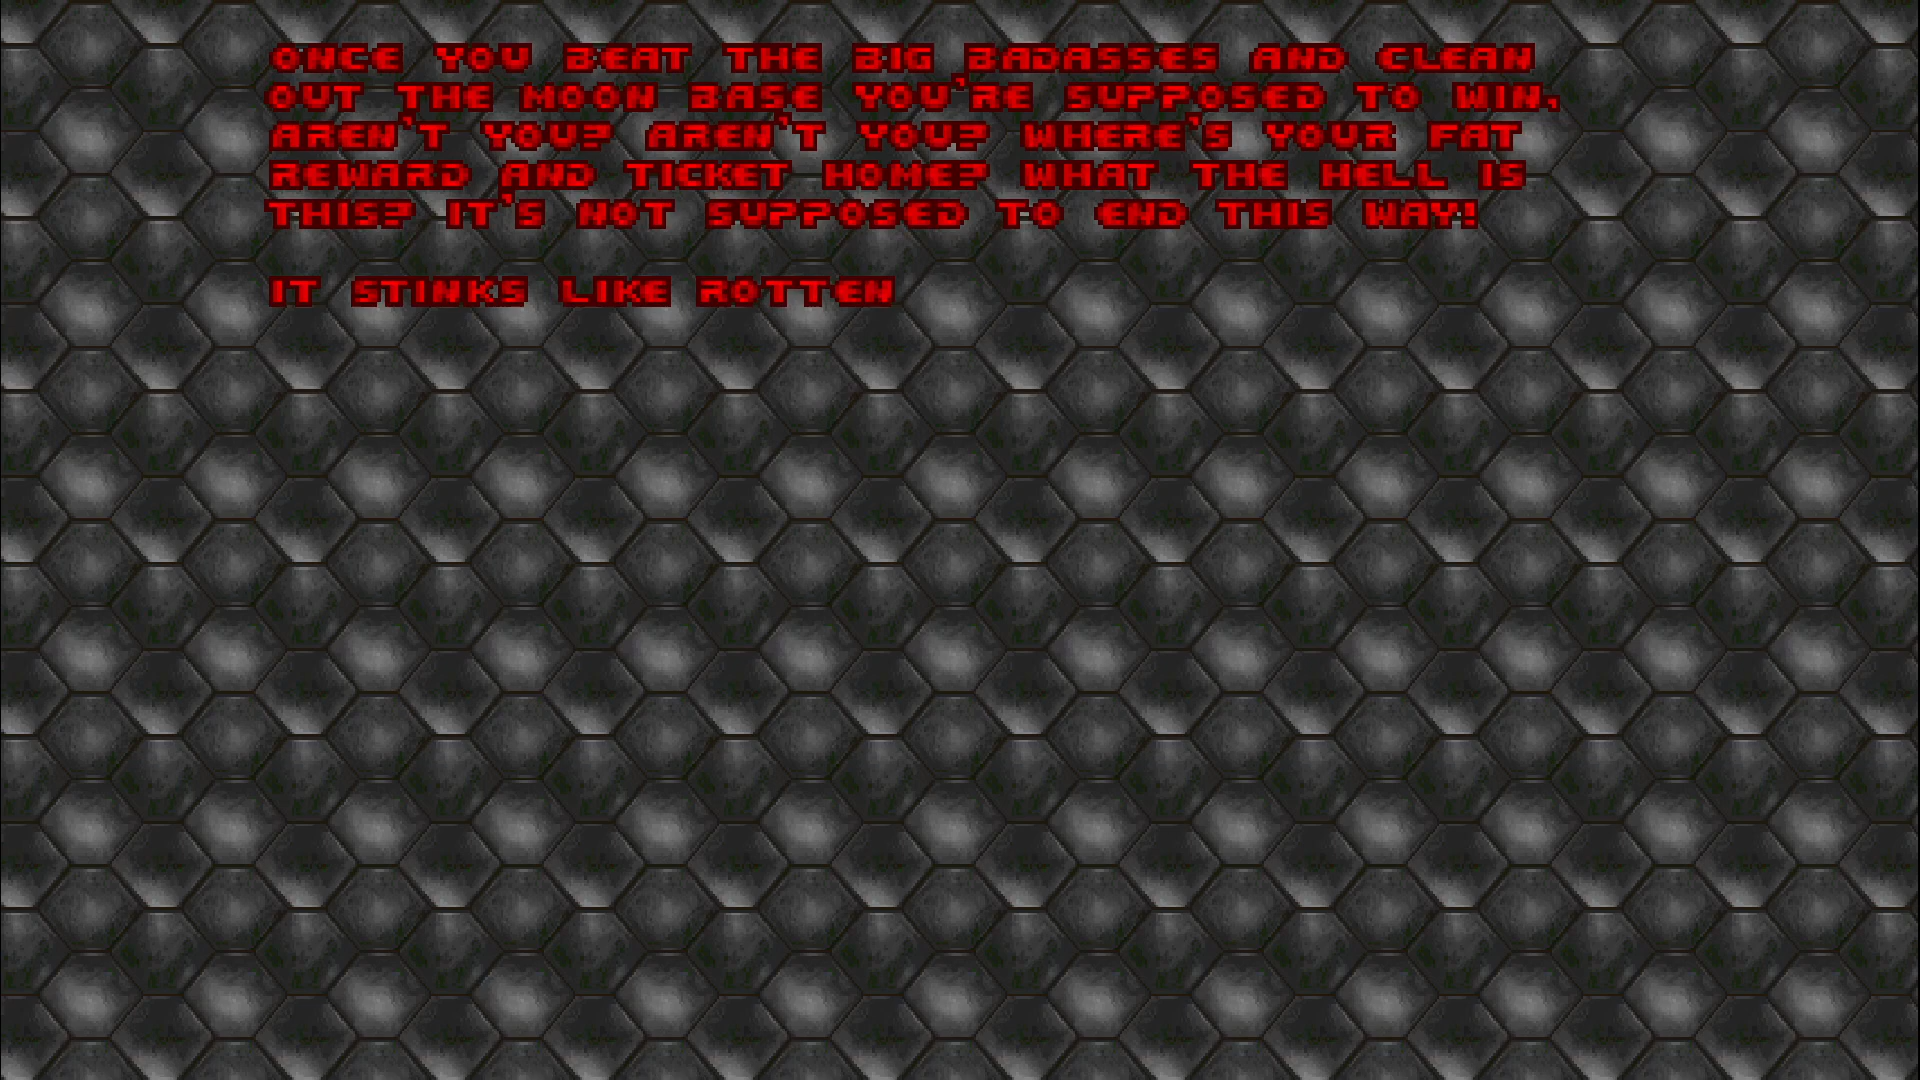 ONCE YOU BEAT THE BIG BADASSES AND CLEAN
OUT THE MOON BASE YOU'RE SUPPOSED TO WIN,
AREN'T YOU? AREN'T YOU? WHERE'S YOUR FAT
REWARD AND TICKET HOME? WHAT THE HELL IS
THIS? IT'S NOT SUPPOSED TO END THIS WAY!
IT STINKS LIKE ROTTEN